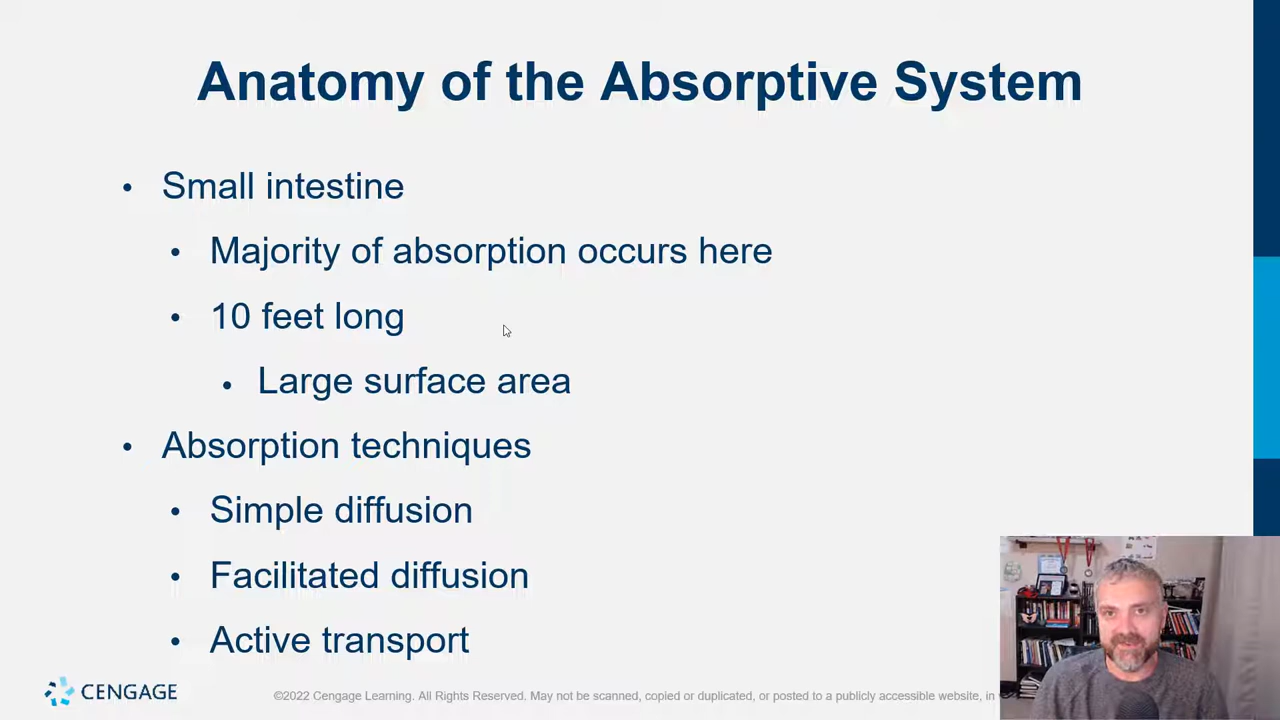 Anatomy of the Absorptive System
• Small intestine
• Majority of absorption occurs here
• 10 feet long
• Large surface area
• Absorption techniques
• Simple diffusion
• Facilitated diffusion
• Active transport
CENGAGE
©2022 Cengage Learning. All Rights Reserved. May not be scanned, copied or duplicated, or posted to a publicly accessible website, in